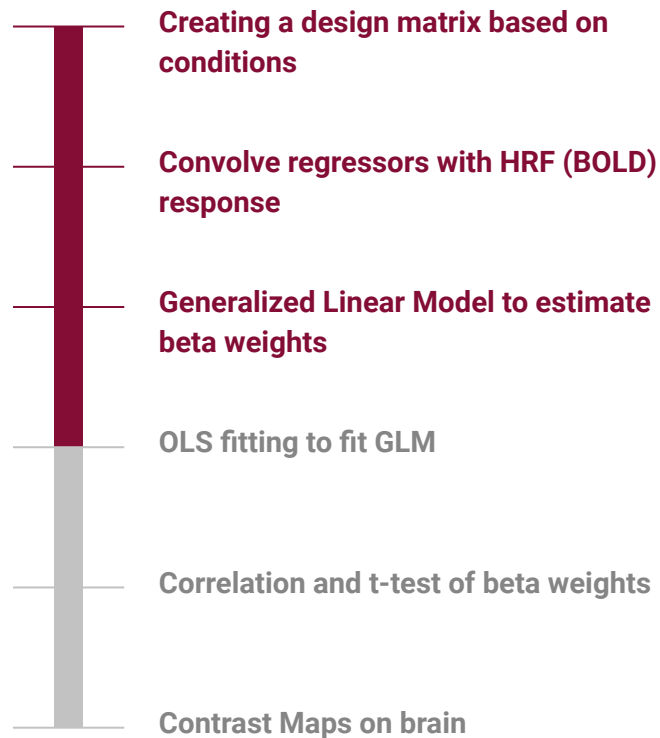 Creating a design matrix based on
conditions
Convolve regressors with HRF (BOLD)
response
Generalized Linear Model to estimate
beta weights
OLS fitting to fit GLM
Correlation and t-test of beta weights
Contrast Maps on brain